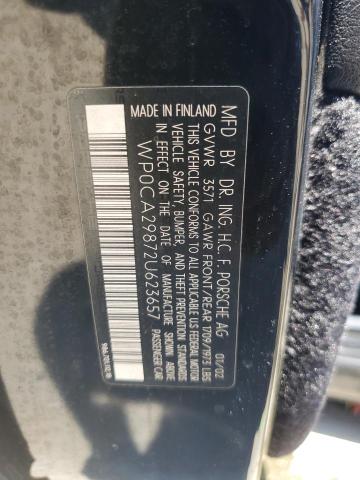 MFD BY DR. ING. H.C. F. PORSCHE AG 01/02
GVWR 3571 GAWR FRONT/REAR 1709/1973 LBS
THIS VEHICLE CONFORMS TO ALL APPLICABLE FEDERAL MOTOR
VEHICLE SAFETY, BUMPER, AND THEFT PREVENTION STANDARDS
IN EFFECT ON THE DATE OF MANUFACTURE SHOWN ABOVE
MADE IN FINLAND
WP0CA29872U623657
PASSENGER CAR